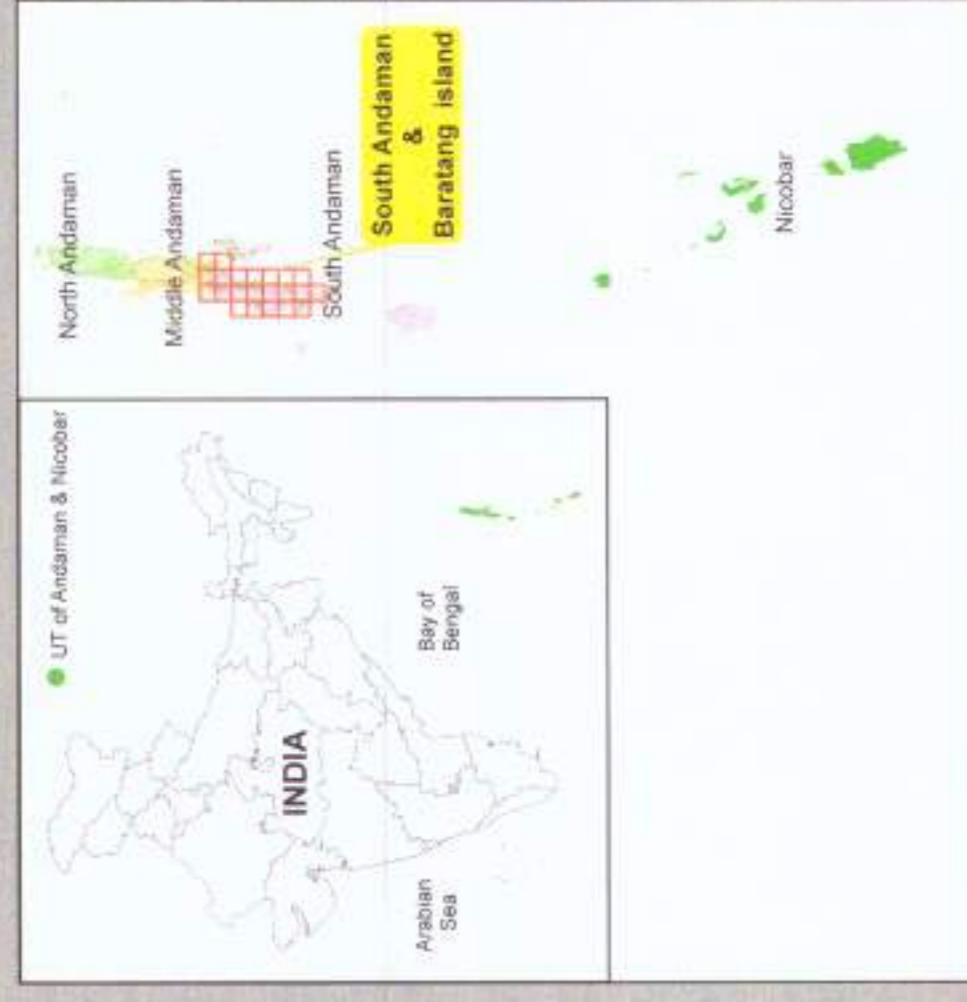 UT of Andaman & Nicobar
INDIA
Arabian
Sea
Bay of
Bengal
North Andaman
Middle Andaman
South Andaman
South Andaman
&
Baratang island
Nicobar